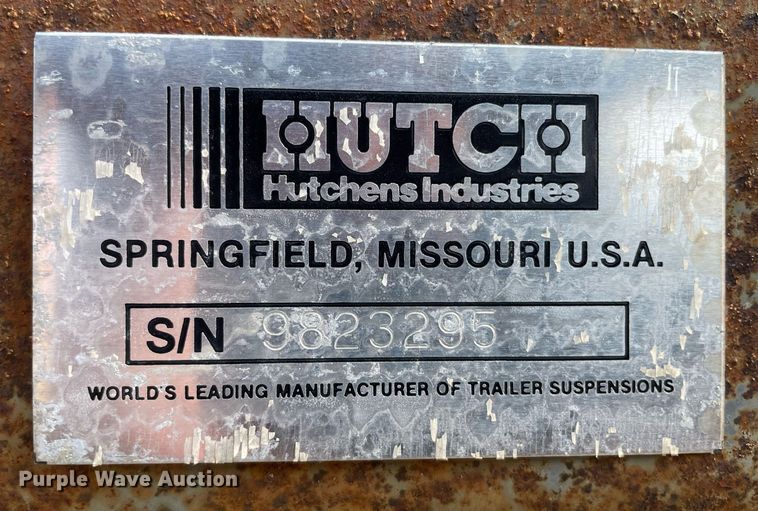 HUTCH
Hutchens Industries
SPRINGFIELD, MISSOURI U.S.A.
S/N 9823295
WORLD'S LEADING MANUFACTURER OF TRAILER SUSPENSIONS
Purple Wave Auction